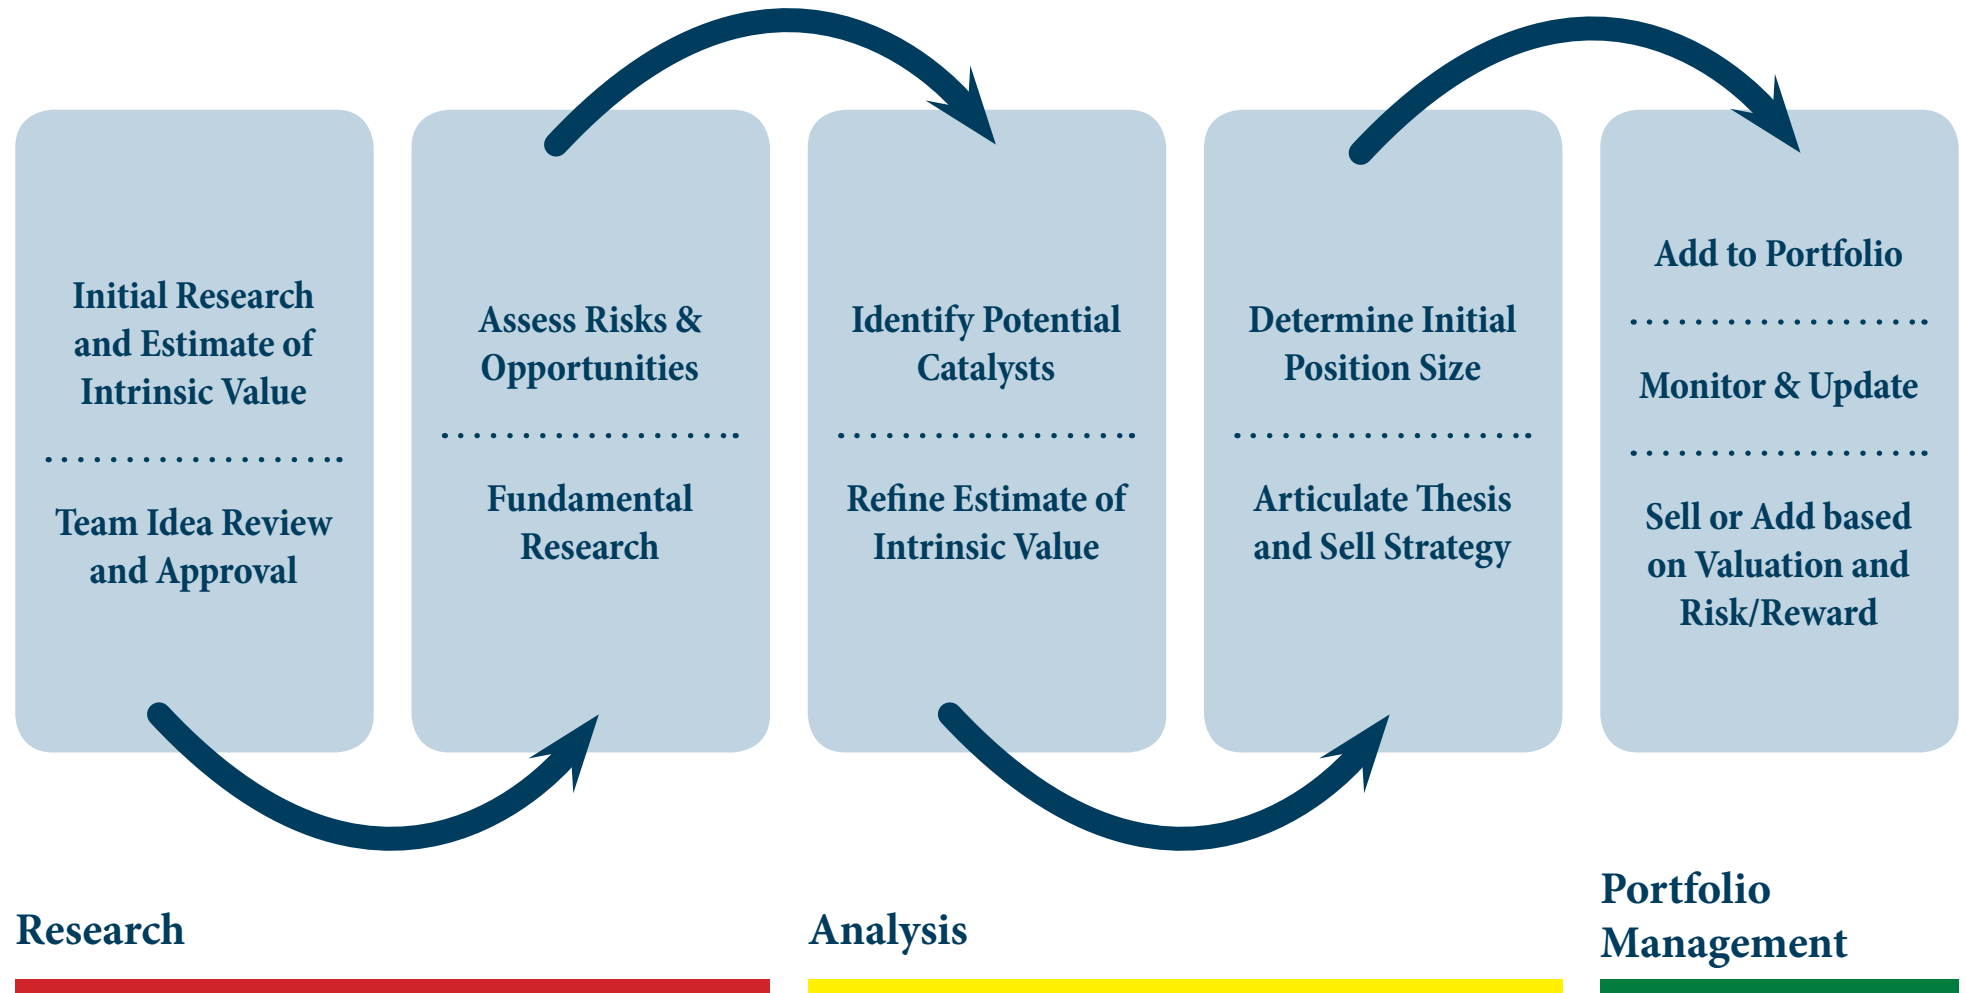 Initial Research
and Estimate of
Intrinsic Value
Team Idea Review
and Approval
Assess Risks &
Opportunities
Fundamental
Research
Identify Potential
Catalysts
Refine Estimate of
Intrinsic Value
Determine Initial
Position Size
Articulate Thesis
and Sell Strategy
Add to Portfolio
Monitor & Update
Sell or Add based
on Valuation and
Risk/Reward
Research
Analysis
Portfolio
Management